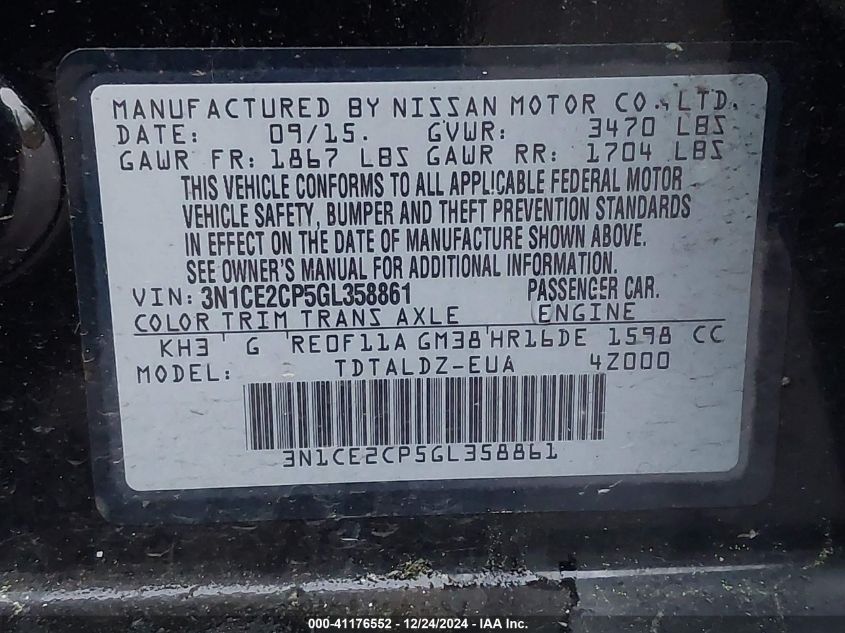 MANUFACTURED BY NISSAN MOTOR CO., LTD.
DATE: 09/15. GVWR: 3470 LBS
GAWR FR: 1867 LBS GAWR RR: 1704 LBS
THIS VEHICLE CONFORMS TO ALL APPLICABLE FEDERAL MOTOR
VEHICLE SAFETY, BUMPER AND THEFT PREVENTION STANDARDS
IN EFFECT ON THE DATE OF MANUFACTURE SHOWN ABOVE.
SEE OWNER'S MANUAL FOR ADDITIONAL INFORMATION.
VIN: 3N1CE2CP5GL358861 PASSENGER CAR.
COLOR TRIM TRANS AXLE ENGINE
KH3 G RE0F11A GM38 HR16DE 1598 CC
MODEL: TDTALDZ-EUA 4Z000
3N1CE2CP5GL358861
000-41176552 - 12/24/2024 - IAA Inc.